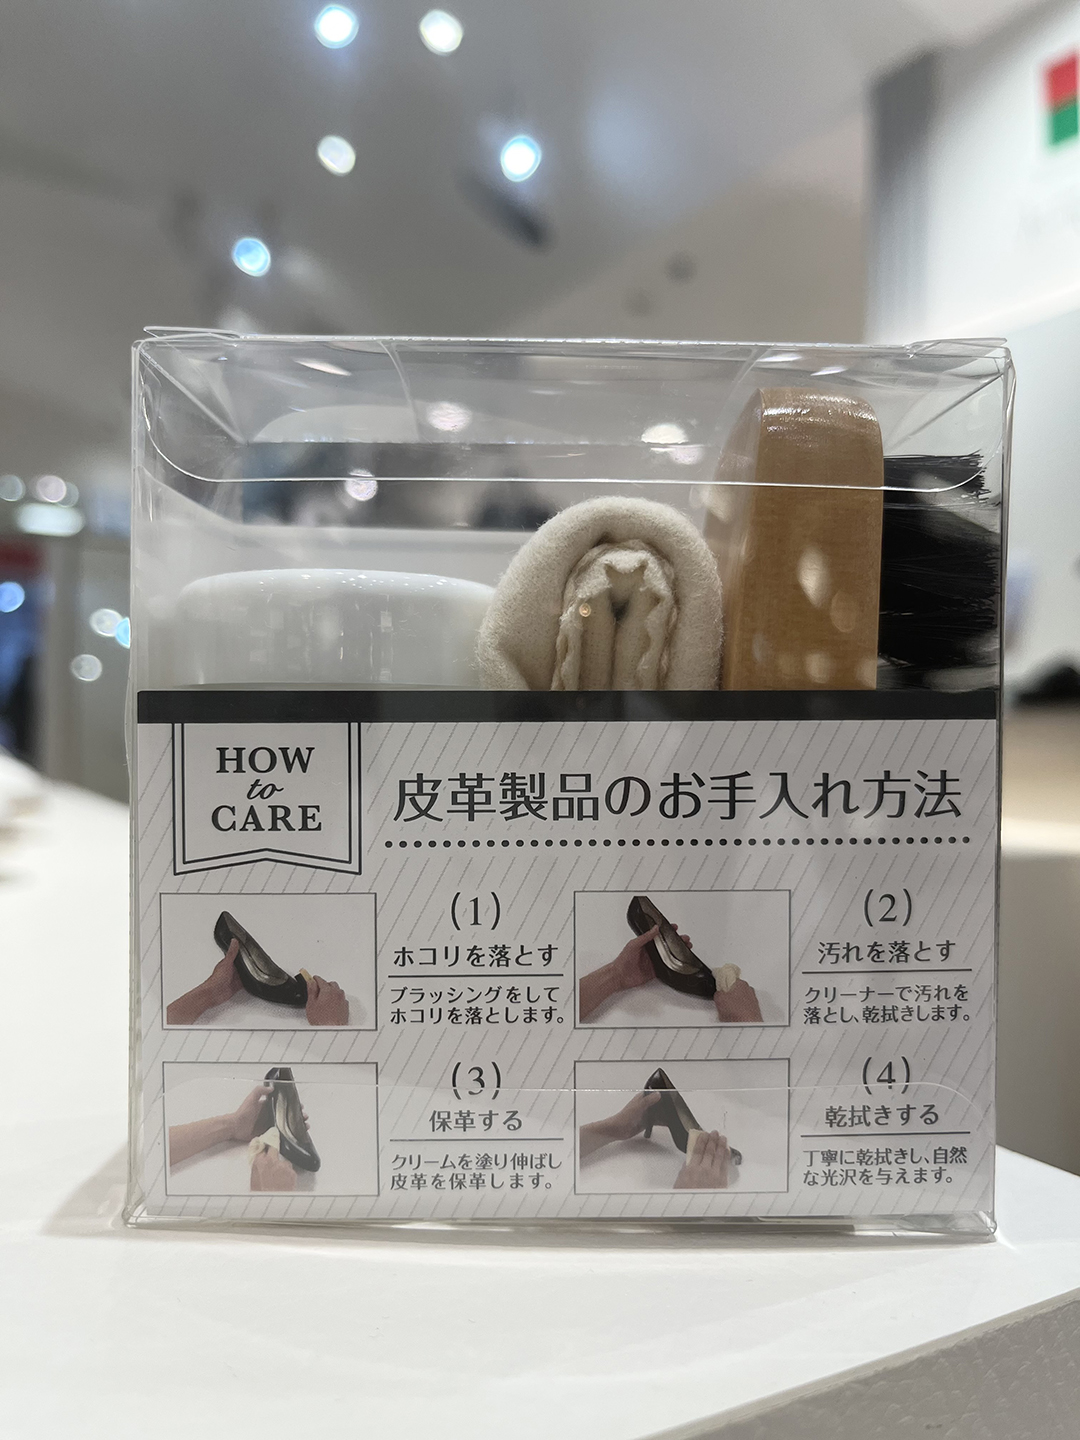 HOW
to
CARE
皮革製品のお手入れ方法
(1)
ホコリを落とす
ブラッシングをして
ホコリを落とします。
(2)
汚れを落とす
クリーナーで汚れを
落とし、乾拭きします。
(3)
保革する
クリームを塗り伸ばし
皮革を保革します。
(4)
乾拭きする
丁寧に乾拭きし、自然
な光沢を与えます。